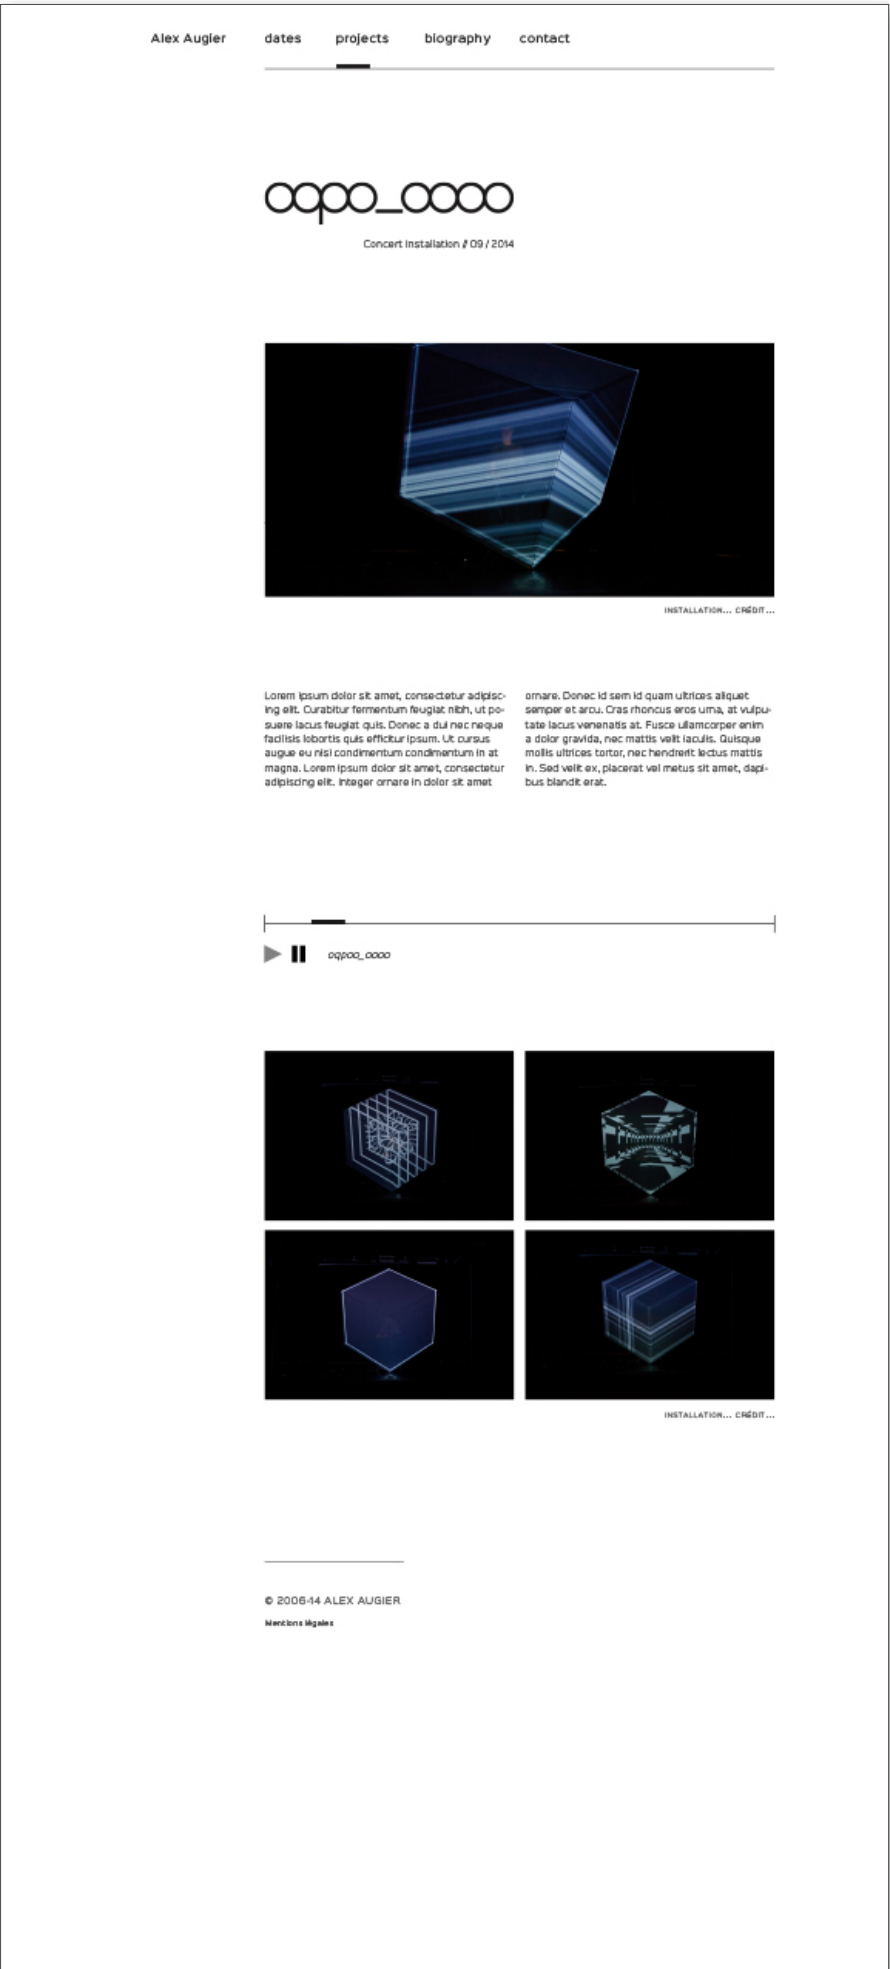 Alex Augier dates projects biography contact
oqpo_oooo
Concert Installation // 09 / 2014
INSTALLATION... CRÉDIT...
Lorem ipsum dolor sit amet, consectetur adipisc-
ing elit. Curabitur fermentum feugiat nibh, ut po-
suere lacus feugiat quis. Donec a dui nec neque
facilisis lobortis quis efficitur ipsum. Ut cursus
augue eu nisi condimentum condimentum in at
magna. Lorem ipsum dolor sit amet, consectetur
adipiscing elit. Integer ornare in dolor sit amet
ornare. Donec id sem id quam ultrices aliquet
semper et arcu. Cras rhoncus eros urna, at vulpu-
tate lacus venenatis at. Fusce ullamcorper enim
a dolor gravida, nec mattis velit iaculis. Quisque
mollis ultrices tortor, nec hendrerit lectus mattis
in. Sed velit ex, placerat vel metus sit amet, dapi-
bus blandit erat.
oqpoo_oooo
INSTALLATION... CRÉDIT...
© 2006-14 ALEX AUGIER
Mentions légales